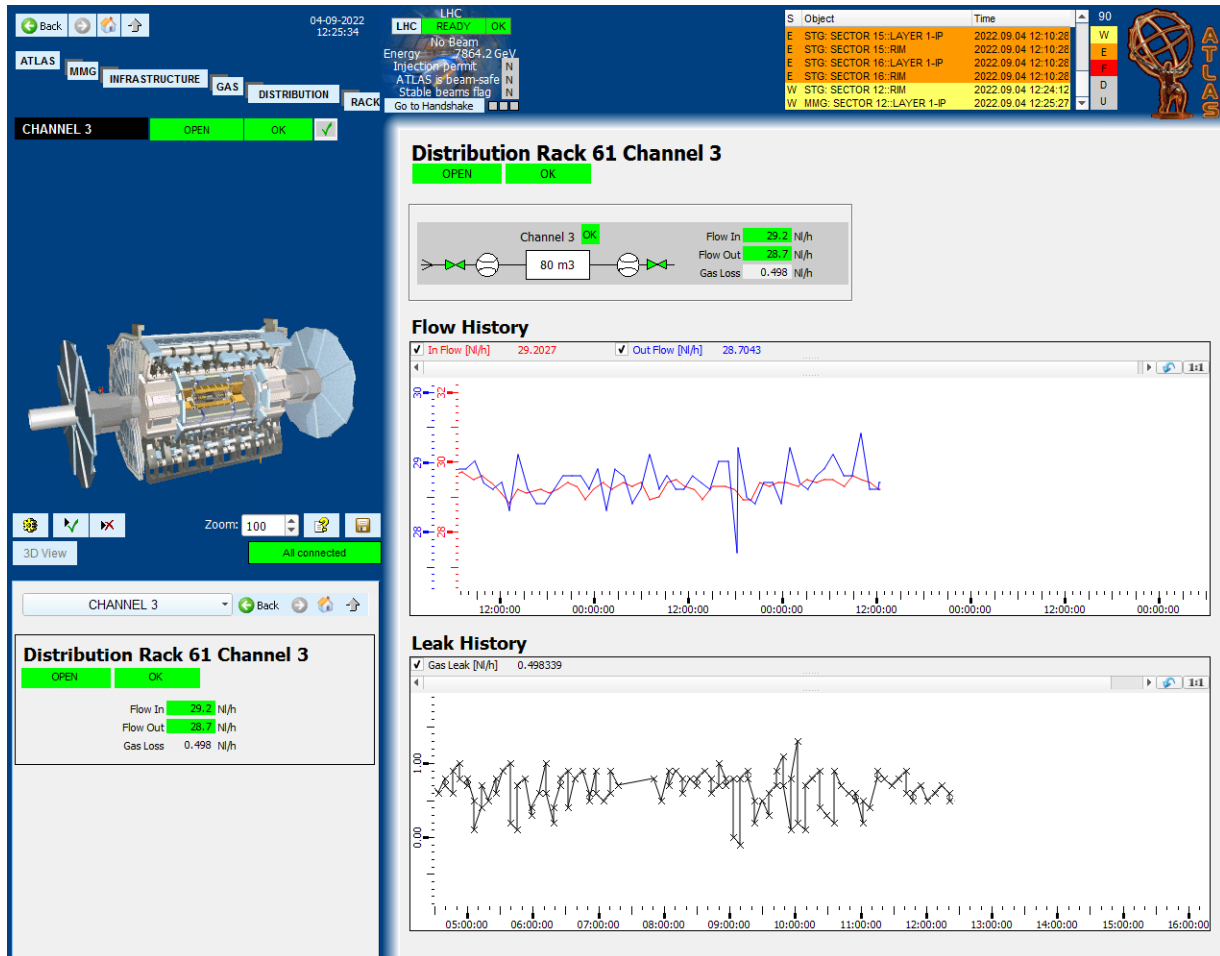 Back
04-09-2022
12:25:34
ATLAS
MMG
INFRASTRUCTURE
GAS
DISTRIBUTION
RACK
LHC
LHC READY OK
No Beam
Energy 7864.2 GeV
Injection permit N
ATLAS is beam-safe N
Stable beams flag N
Go to Handshake
S Object Time
E STG: SECTOR 15::LAYER 1-IP 2022.09.04 12:10:28
E STG: SECTOR 15::RIM 2022.09.04 12:10:28
E STG: SECTOR 16::LAYER 1-IP 2022.09.04 12:10:28
E STG: SECTOR 16::RIM 2022.09.04 12:10:28
W STG: SECTOR 12::RIM 2022.09.04 12:24:12
W MMG: SECTOR 12::LAYER 1-IP 2022.09.04 12:25:27
90
W
E
F
D
U
ATLAS
CHANNEL 3 OPEN OK
Zoom: 100
3D View
All connected
CHANNEL 3 Back
Distribution Rack 61 Channel 3
OPEN OK
Flow In 29.2 Nl/h
Flow Out 28.7 Nl/h
Gas Loss 0.498 Nl/h
Distribution Rack 61 Channel 3
OPEN OK
Channel 3 OK
80 m3
Flow In 29.2 Nl/h
Flow Out 28.7 Nl/h
Gas Loss 0.498 Nl/h
Flow History
In Flow [Nl/h] 29.2027 Out Flow [Nl/h] 28.7043
1:1
30 32
29 30
28 28
12:00:00 00:00:00 12:00:00 00:00:00 12:00:00 00:00:00 12:00:00 00:00:00
Leak History
Gas Leak [Nl/h] 0.498339
1:1
1.00
0.00
05:00:00 06:00:00 07:00:00 08:00:00 09:00:00 10:00:00 11:00:00 12:00:00 13:00:00 14:00:00 15:00:00 16:00:00